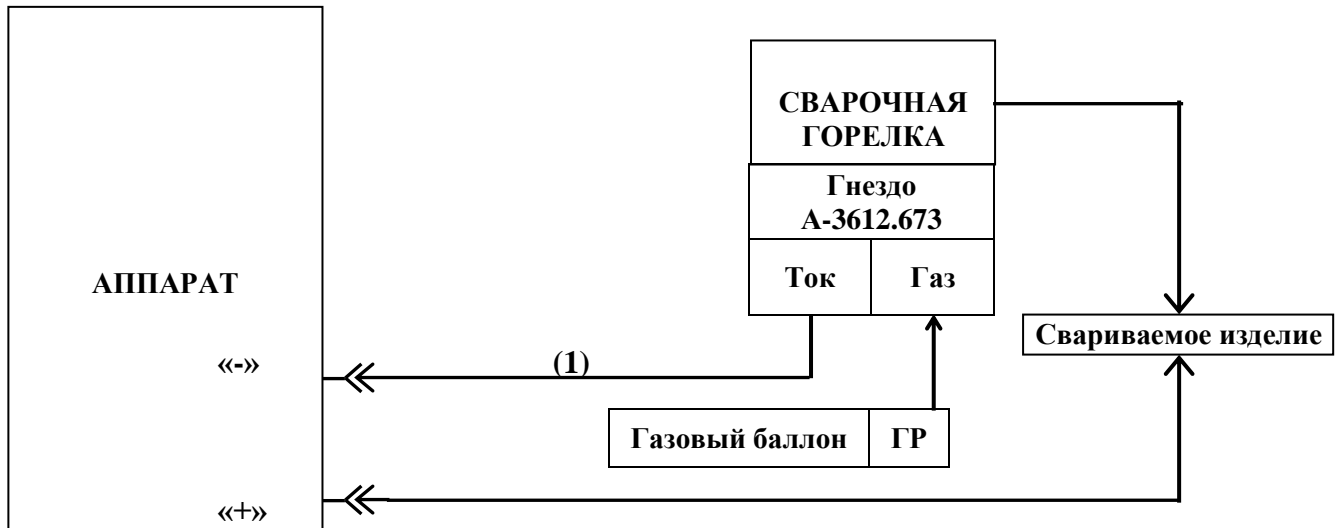 СВАРОЧНАЯ
ГОРЕЛКА
Гнездо
А-3612.673
АППАРАТ
Ток
Газ
Свариваемое изделие
«-»
(1)
Газовый баллон
ГР
«+»